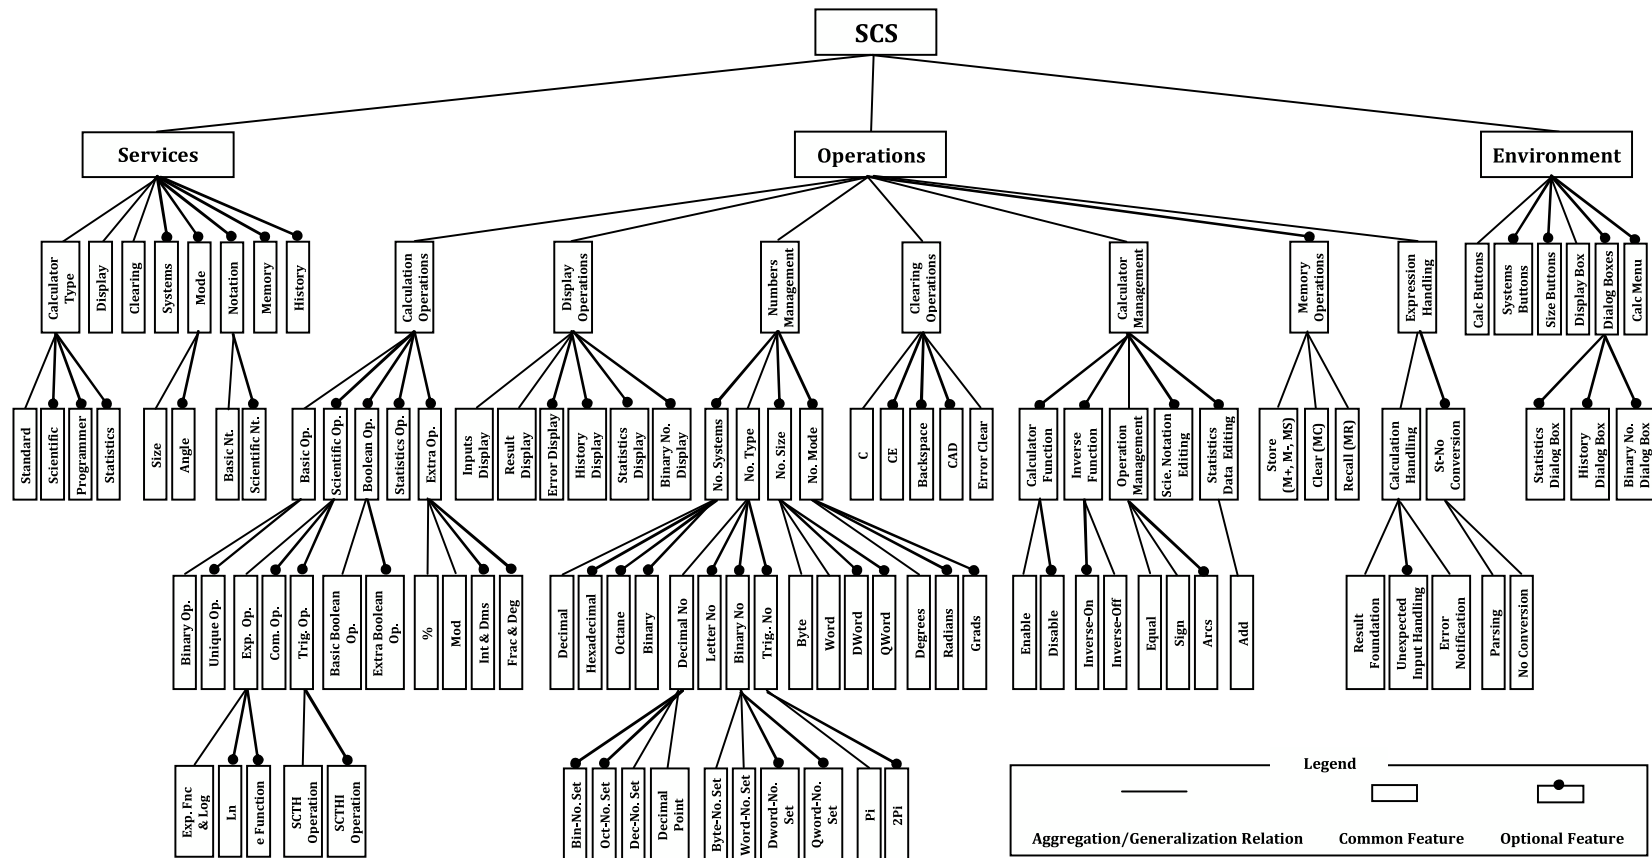 SCS
Services
Operations
Environment
Calculator
Type
Display
Clearing
Systems
Mode
Notation
Memory
History
Calculation
Operations
Display
Operations
Numbers
Management
Clearing
Operations
Calculator
Management
Memory
Operations
Expression
Handing
Calc Buttons
Systems
Buttons
Size Buttons
Display Box
Dialog Boxes
Calc Menu
Standard
Scientific
Programmer
Statistics
Size
Angle
Basic Nt.
Scientific Nt.
Basic Op.
Scientific Op.
Boolean Op.
Statistics Op.
Extra Op.
Inputs
Display
Result
Display
Error Display
History
Display
Statistics
Display
Binary No.
Display
No. Systems
No. Type
No. Size
No. Mode
C
CE
Backspace
CAD
Error Clear
Calculator
Function
Inverse
Function
Operation
Management
Scie. Notation
Editing
Statistics
Data Editing
Store
(M+, M-, MS)
Clear (MC)
Recall (MR)
Calculation
Handling
St-No
Conversion
Statistics
Dialog Box
History
Dialog Box
Binary No.
Dialog Box
Binary Op.
Unique Op.
Exp. Op.
Com. Op.
Trig. Op.
Basic Boolean
Op.
Extra Boolean
Op.
%
Mod
Int & Dms
Frac & Deg
Decimal
Hexadecimal
Octane
Binary
Decimal No
Letter No
Binary No
Trig. No
Byte
Word
DWord
QWord
Degrees
Radians
Grads
Enable
Disable
Inverse-On
Inverse-Off
Equal
Sign
Arcs
Add
Result
Foundation
Unexpected
Input Handling
Error
Notification
Parsing
No Conversion
Exp. Fnc
& Log
Ln
e Function
SCTH
Operation
SCTHI
Operation
Bin-No. Set
Oct-No. Set
Dec-No. Set
Decimal
Point
Byte-No. Set
Word-No. Set
Dword-No.
Set
Qword-No.
Set
Pi
2Pi
Legend
Aggregation/Generalization Relation
Common Feature
Optional Feature